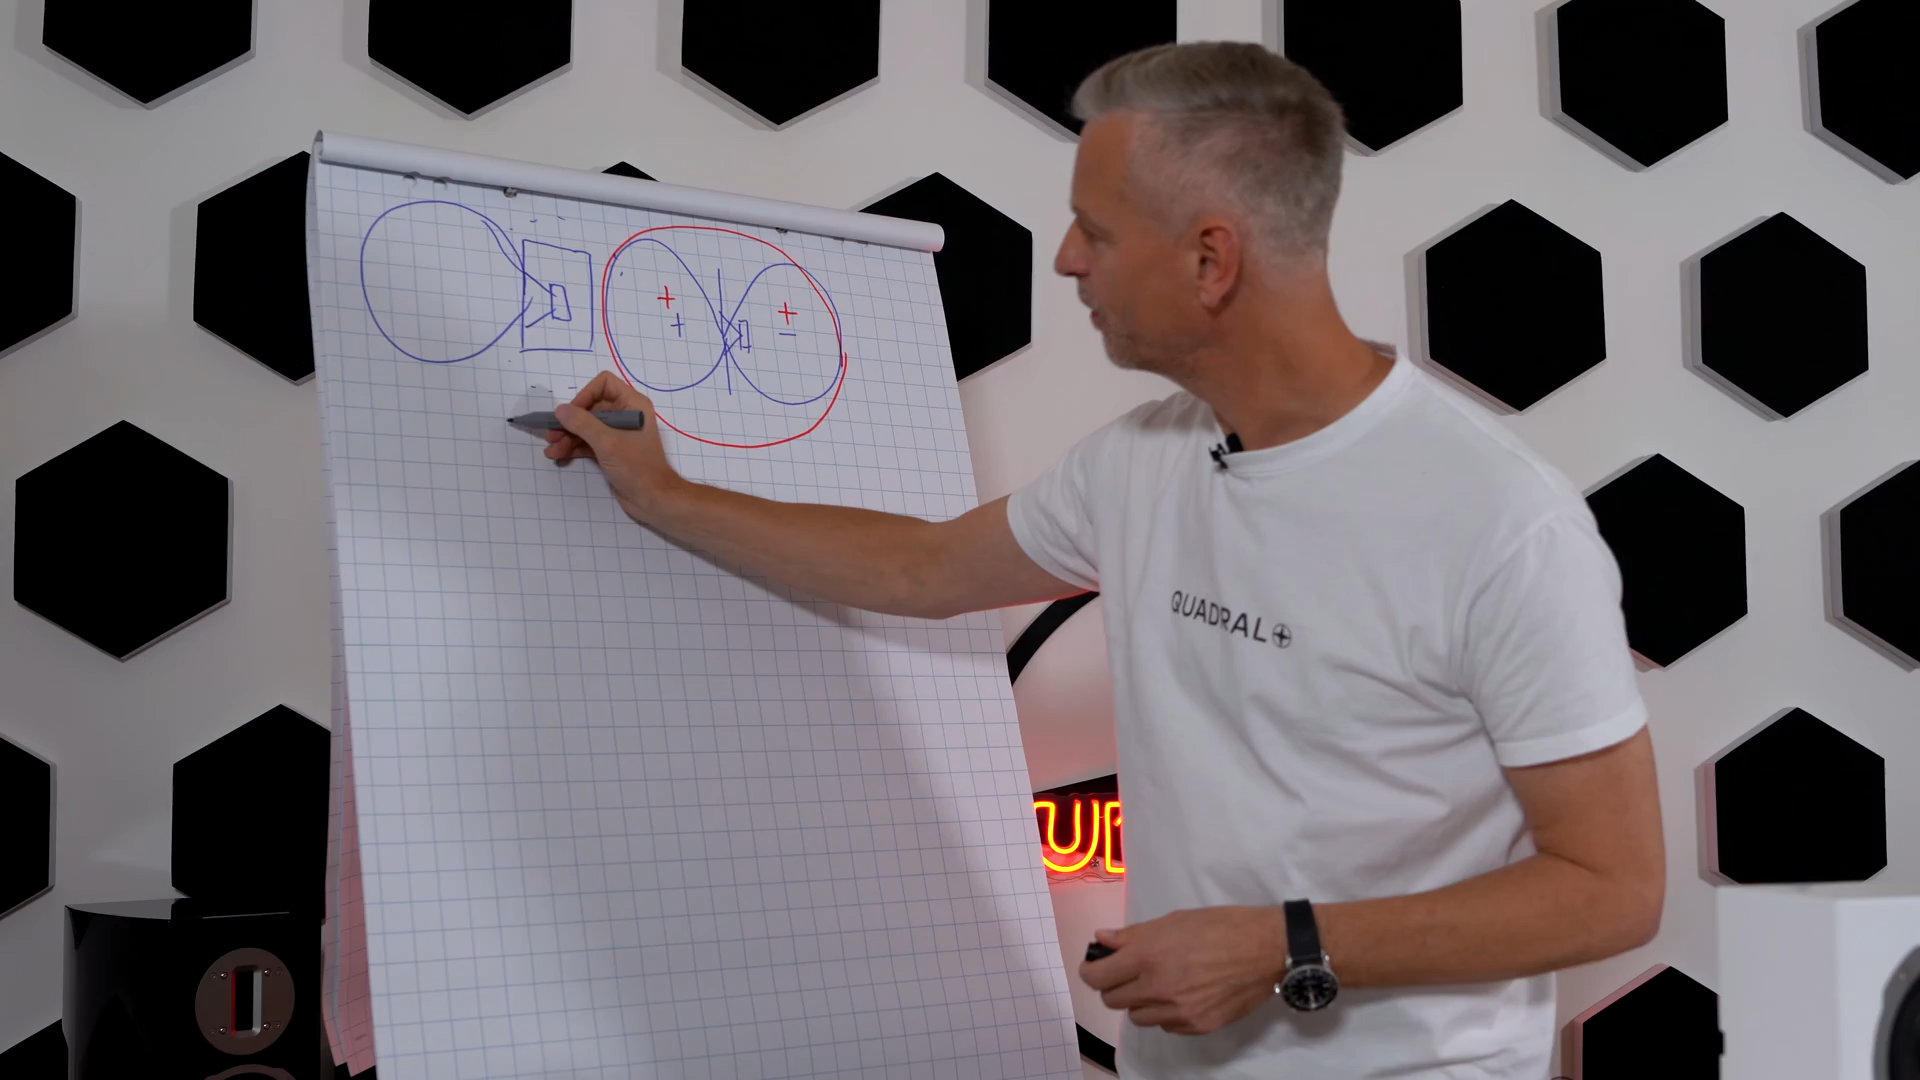 + +
+ -
QUADRAL